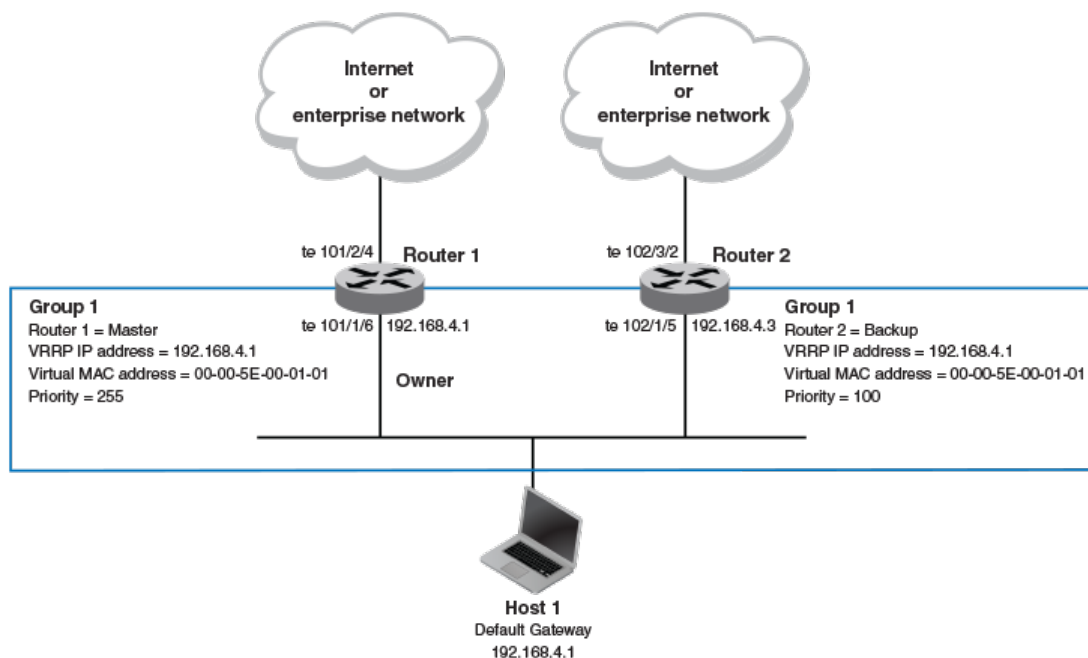 Internet
or
enterprise network
Internet
or
enterprise network
te 101/2/4
Router 1
te 102/3/2
Router 2
Group 1
Router 1 = Master
VRRP IP address = 192.168.4.1
Virtual MAC address = 00-00-5E-00-01-01
Priority = 255
te 101/1/6
192.168.4.1
Owner
te 102/1/5
192.168.4.3
Group 1
Router 2 = Backup
VRRP IP address = 192.168.4.1
Virtual MAC address = 00-00-5E-00-01-01
Priority = 100
Host 1
Default Gateway
192.168.4.1